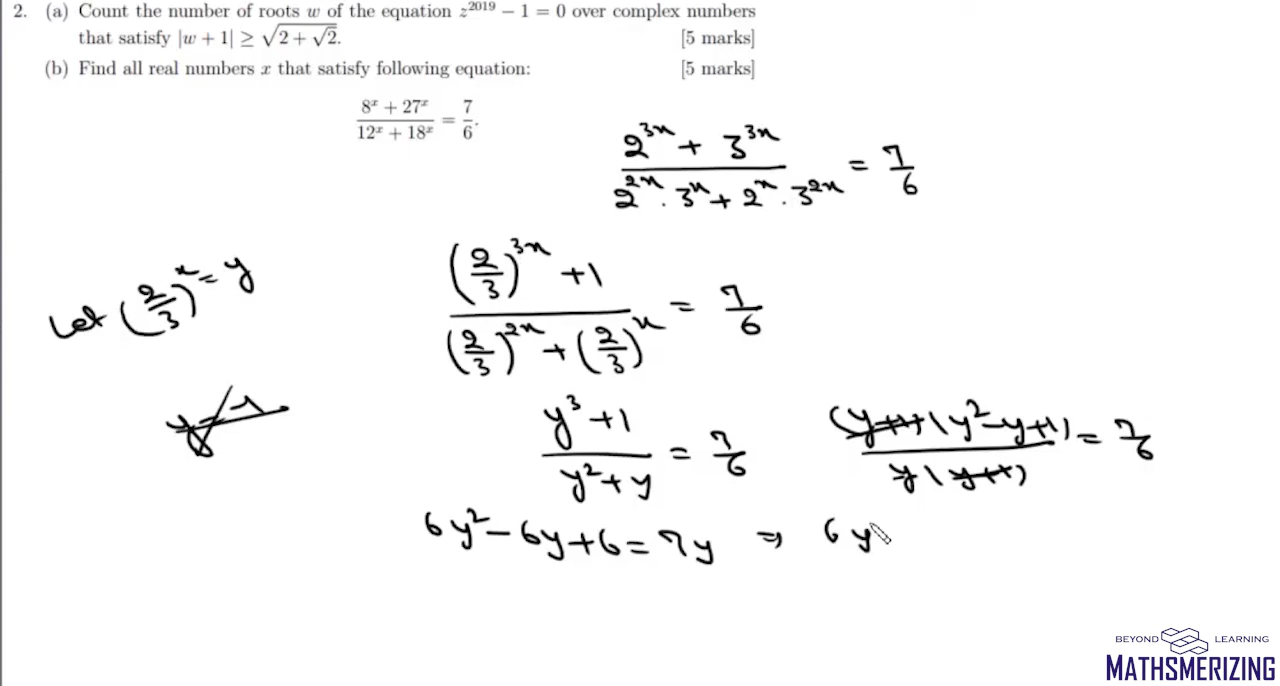 2. (a) Count the number of roots w of the equation z^2019 − 1 = 0 over complex numbers
that satisfy |w + 1| ≥ √(2 + √2). [5 marks]
(b) Find all real numbers x that satisfy following equation: [5 marks]
(8^x + 27^x)/(12^x + 18^x) = 7/6.
(2^3x + 3^3x)/(2^2x . 3^x + 2^x . 3^2x) = 7/6
Let (2/3)^x = y
((2/3)^3x + 1)/((2/3)^2x + (2/3)^x) = 7/6
y = -1
(y^3 + 1)/(y^2 + y) = 7/6
(y+1)(y^2 - y + 1)/(y(y+1)) = 7/6
6y^2 - 6y + 6 = 7y ⇒ 6y
BEYOND LEARNING
MATHSMERIZING